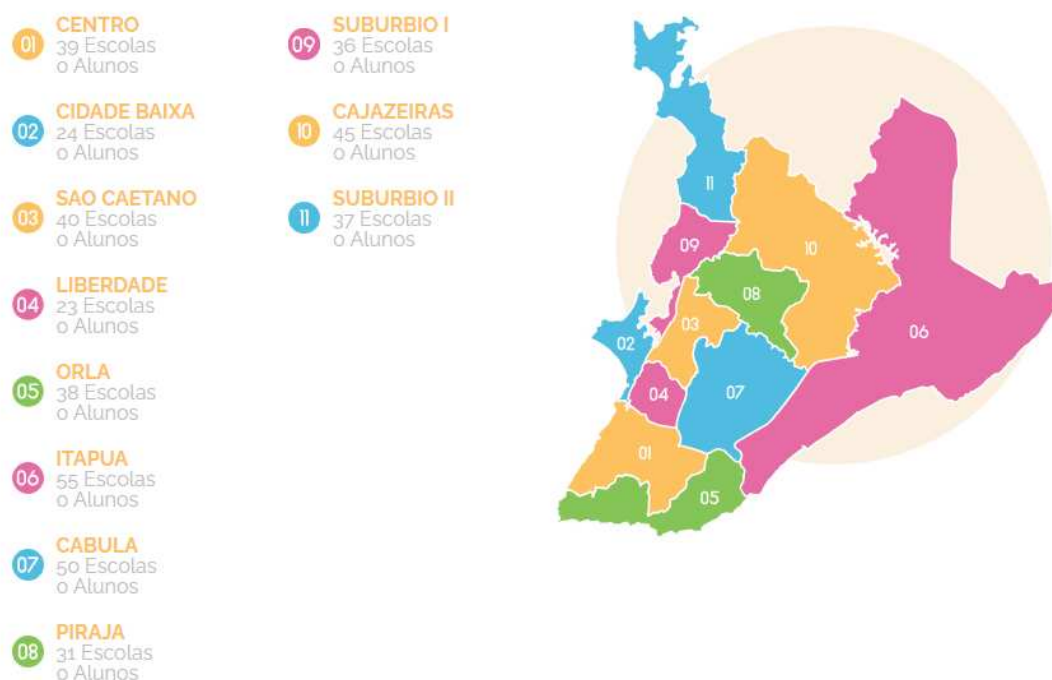 01
CENTRO
39 Escolas
0 Alunos
02
CIDADE BAIXA
24 Escolas
0 Alunos
03
SAO CAETANO
40 Escolas
0 Alunos
04
LIBERDADE
23 Escolas
0 Alunos
05
ORLA
38 Escolas
0 Alunos
06
ITAPUA
55 Escolas
0 Alunos
07
CABULA
50 Escolas
0 Alunos
08
PIRAJA
31 Escolas
0 Alunos
09
SUBURBIO I
36 Escolas
0 Alunos
10
CAJAZEIRAS
45 Escolas
0 Alunos
11
SUBURBIO II
37 Escolas
0 Alunos
11
09
10
08
03
06
02
04
07
01
05